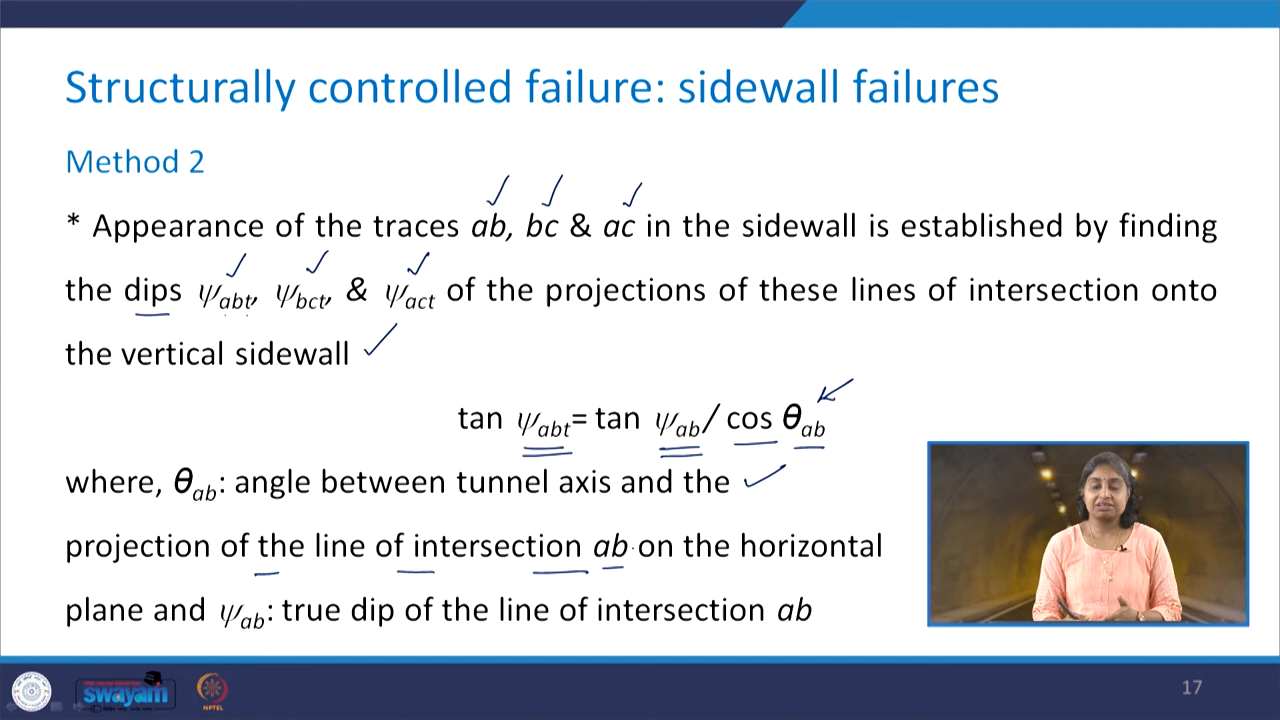 Structurally controlled failure: sidewall failures
Method 2
* Appearance of the traces ab, bc & ac in the sidewall is established by finding
the dips ψabt, ψbct, & ψact of the projections of these lines of intersection onto
the vertical sidewall
tan ψabt= tan ψab/ cos θab
where, θab: angle between tunnel axis and the
projection of the line of intersection ab on the horizontal
plane and ψab: true dip of the line of intersection ab
swayam
NPTEL
17